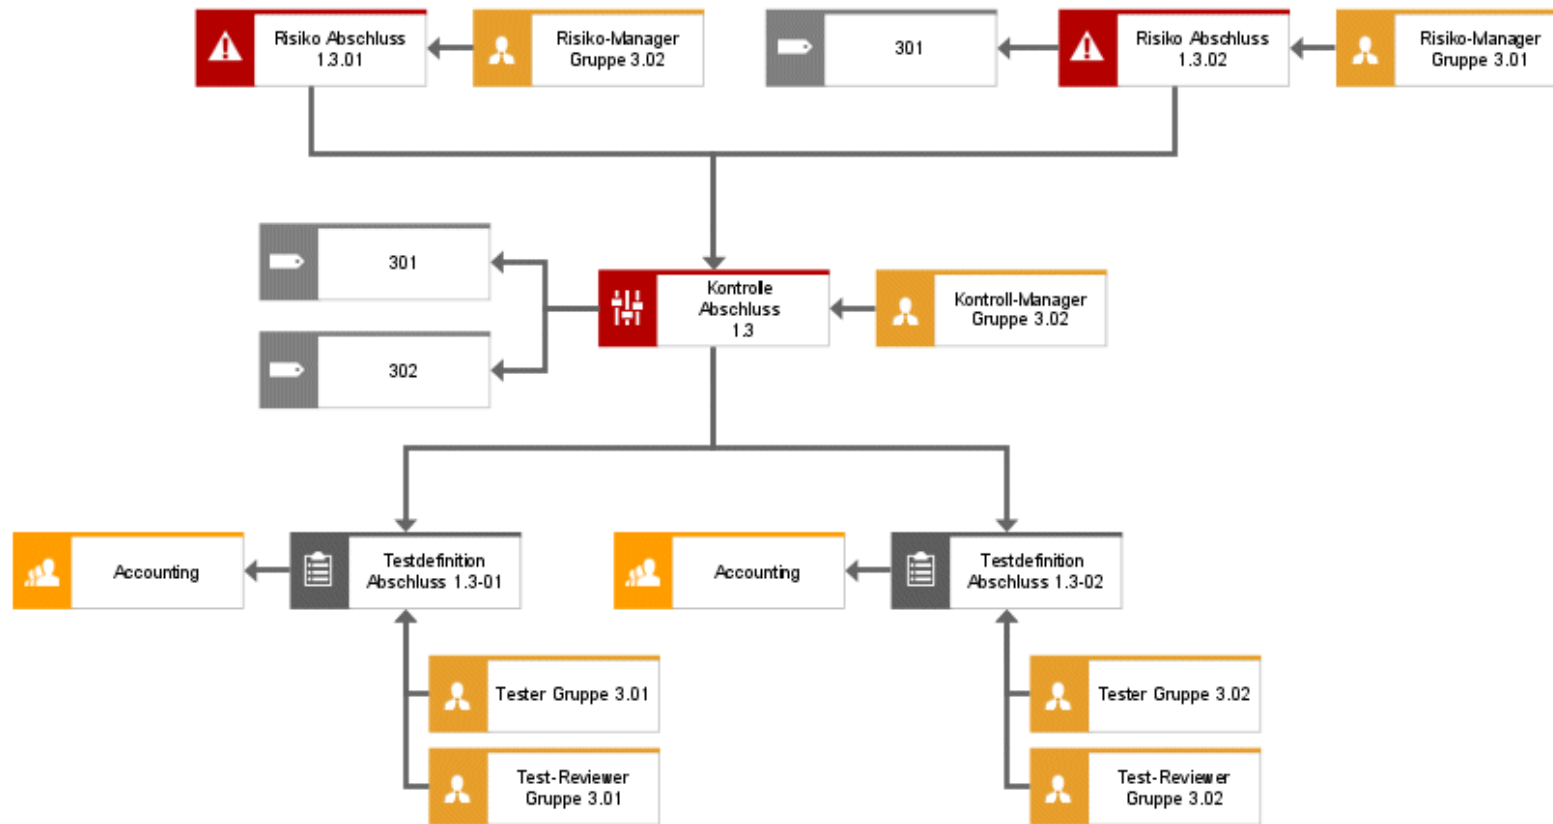 Risiko Abschluss
1.3.01
Risiko-Manager
Gruppe 3.02
301
Risiko Abschluss
1.3.02
Risiko-Manager
Gruppe 3.01
301
302
Kontrolle
Abschluss
1.3
Kontroll-Manager
Gruppe 3.02
Accounting
Testdefinition
Abschluss 1.3-01
Accounting
Testdefinition
Abschluss 1.3-02
Tester Gruppe 3.01
Test-Reviewer
Gruppe 3.01
Tester Gruppe 3.02
Test-Reviewer
Gruppe 3.02